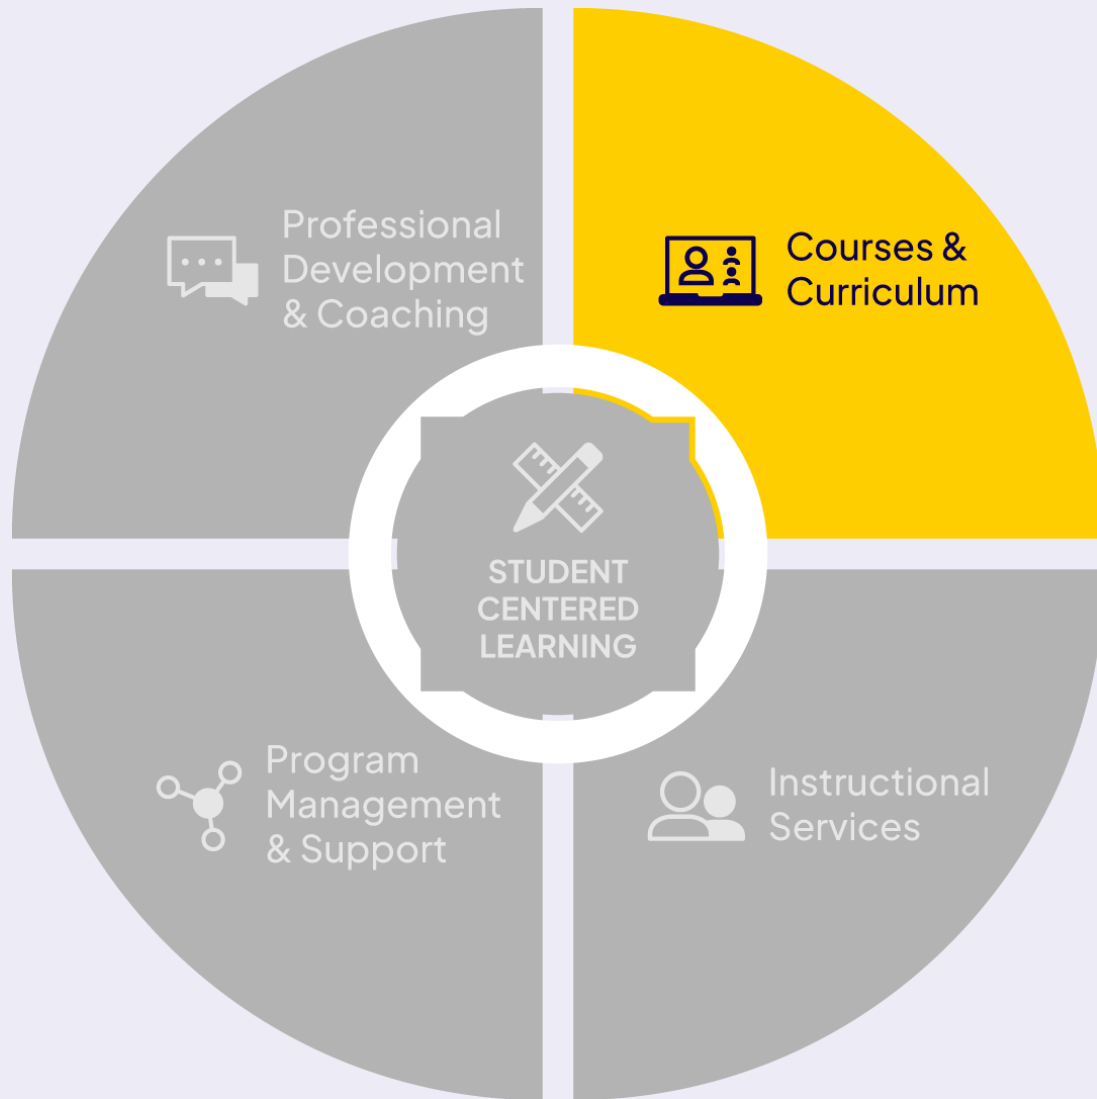 Professional
Development
& Coaching
Courses &
Curriculum
STUDENT
CENTERED
LEARNING
Program
Management
& Support
Instructional
Services